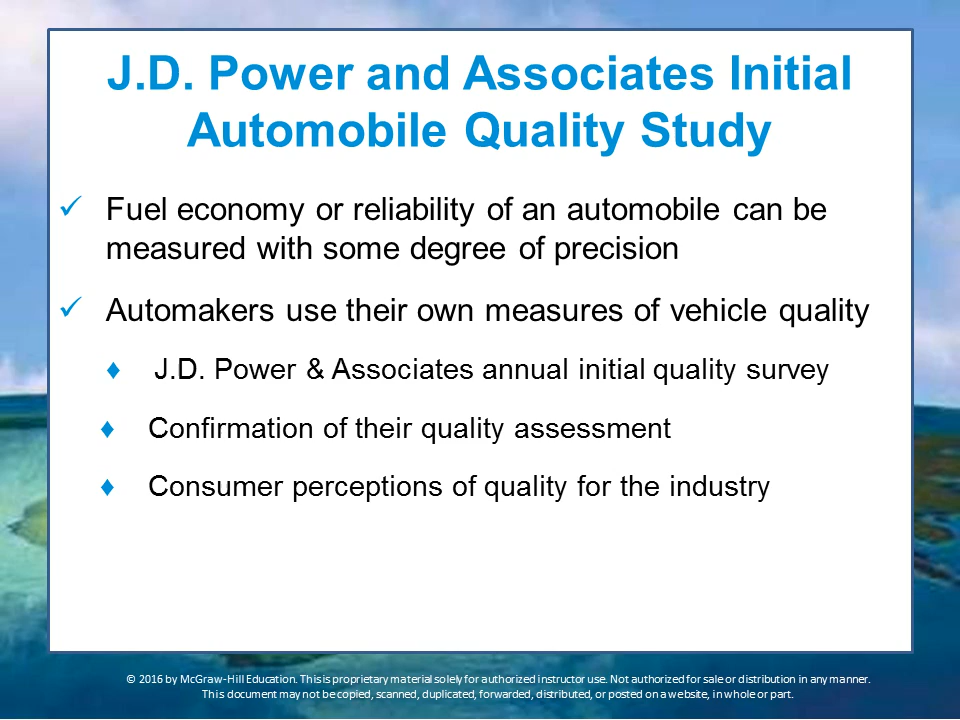 J.D. Power and Associates Initial
Automobile Quality Study
✓ Fuel economy or reliability of an automobile can be
measured with some degree of precision
✓ Automakers use their own measures of vehicle quality
♦ J.D. Power & Associates annual initial quality survey
♦ Confirmation of their quality assessment
♦ Consumer perceptions of quality for the industry
© 2016 by McGraw-Hill Education. This is proprietary material solely for authorized instructor use. Not authorized for sale or distribution in any manner.
This document may not be copied, scanned, duplicated, forwarded, distributed, or posted on a website, in whole or part.